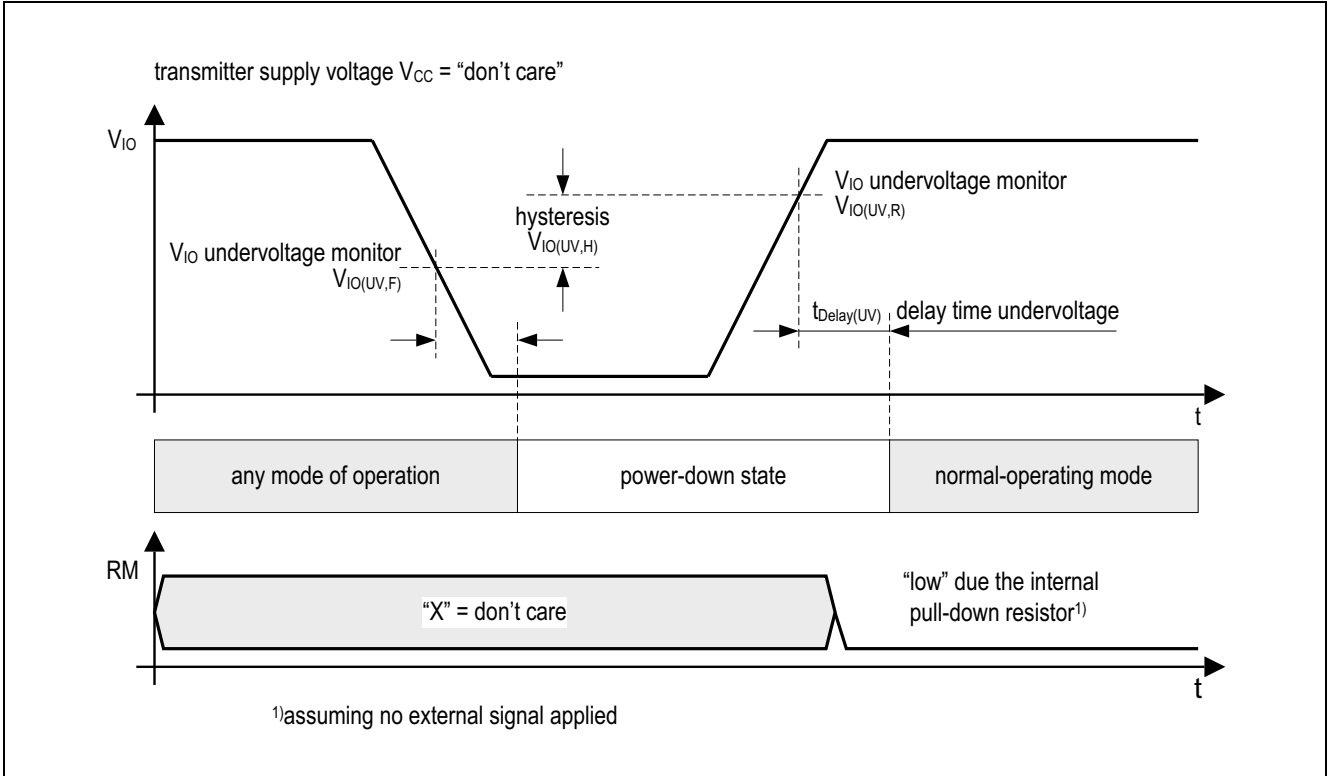 transmitter supply voltage VCC = “don’t care”
VIO
VIO undervoltage monitor
VIO(UV,R)
hysteresis
VIO(UV,H)
VIO undervoltage monitor
VIO(UV,F)
tDelay(UV) delay time undervoltage
t
any mode of operation
power-down state
normal-operating mode
RM
“X” = don’t care
“low” due the internal
pull-down resistor1)
t
1)assuming no external signal applied